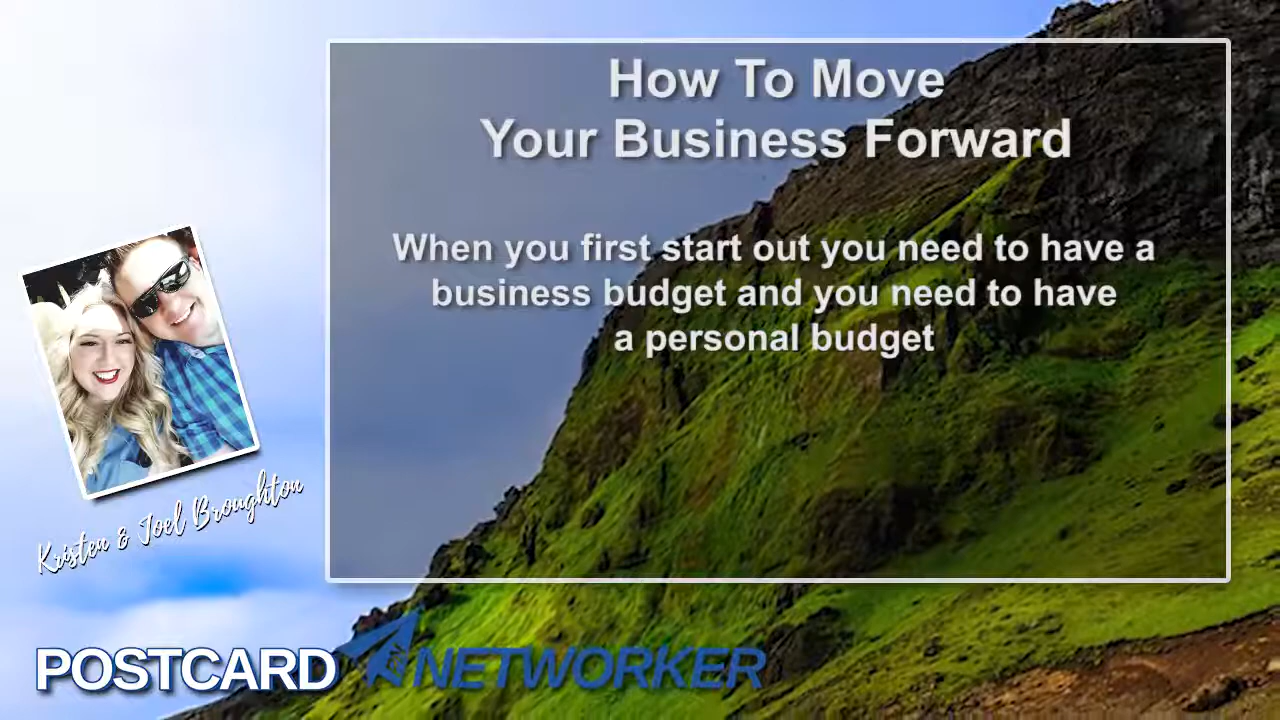 How To Move
Your Business Forward
When you first start out you need to have a
business budget and you need to have
a personal budget
Kristen & Joel Broughton
POSTCARD NETWORKER